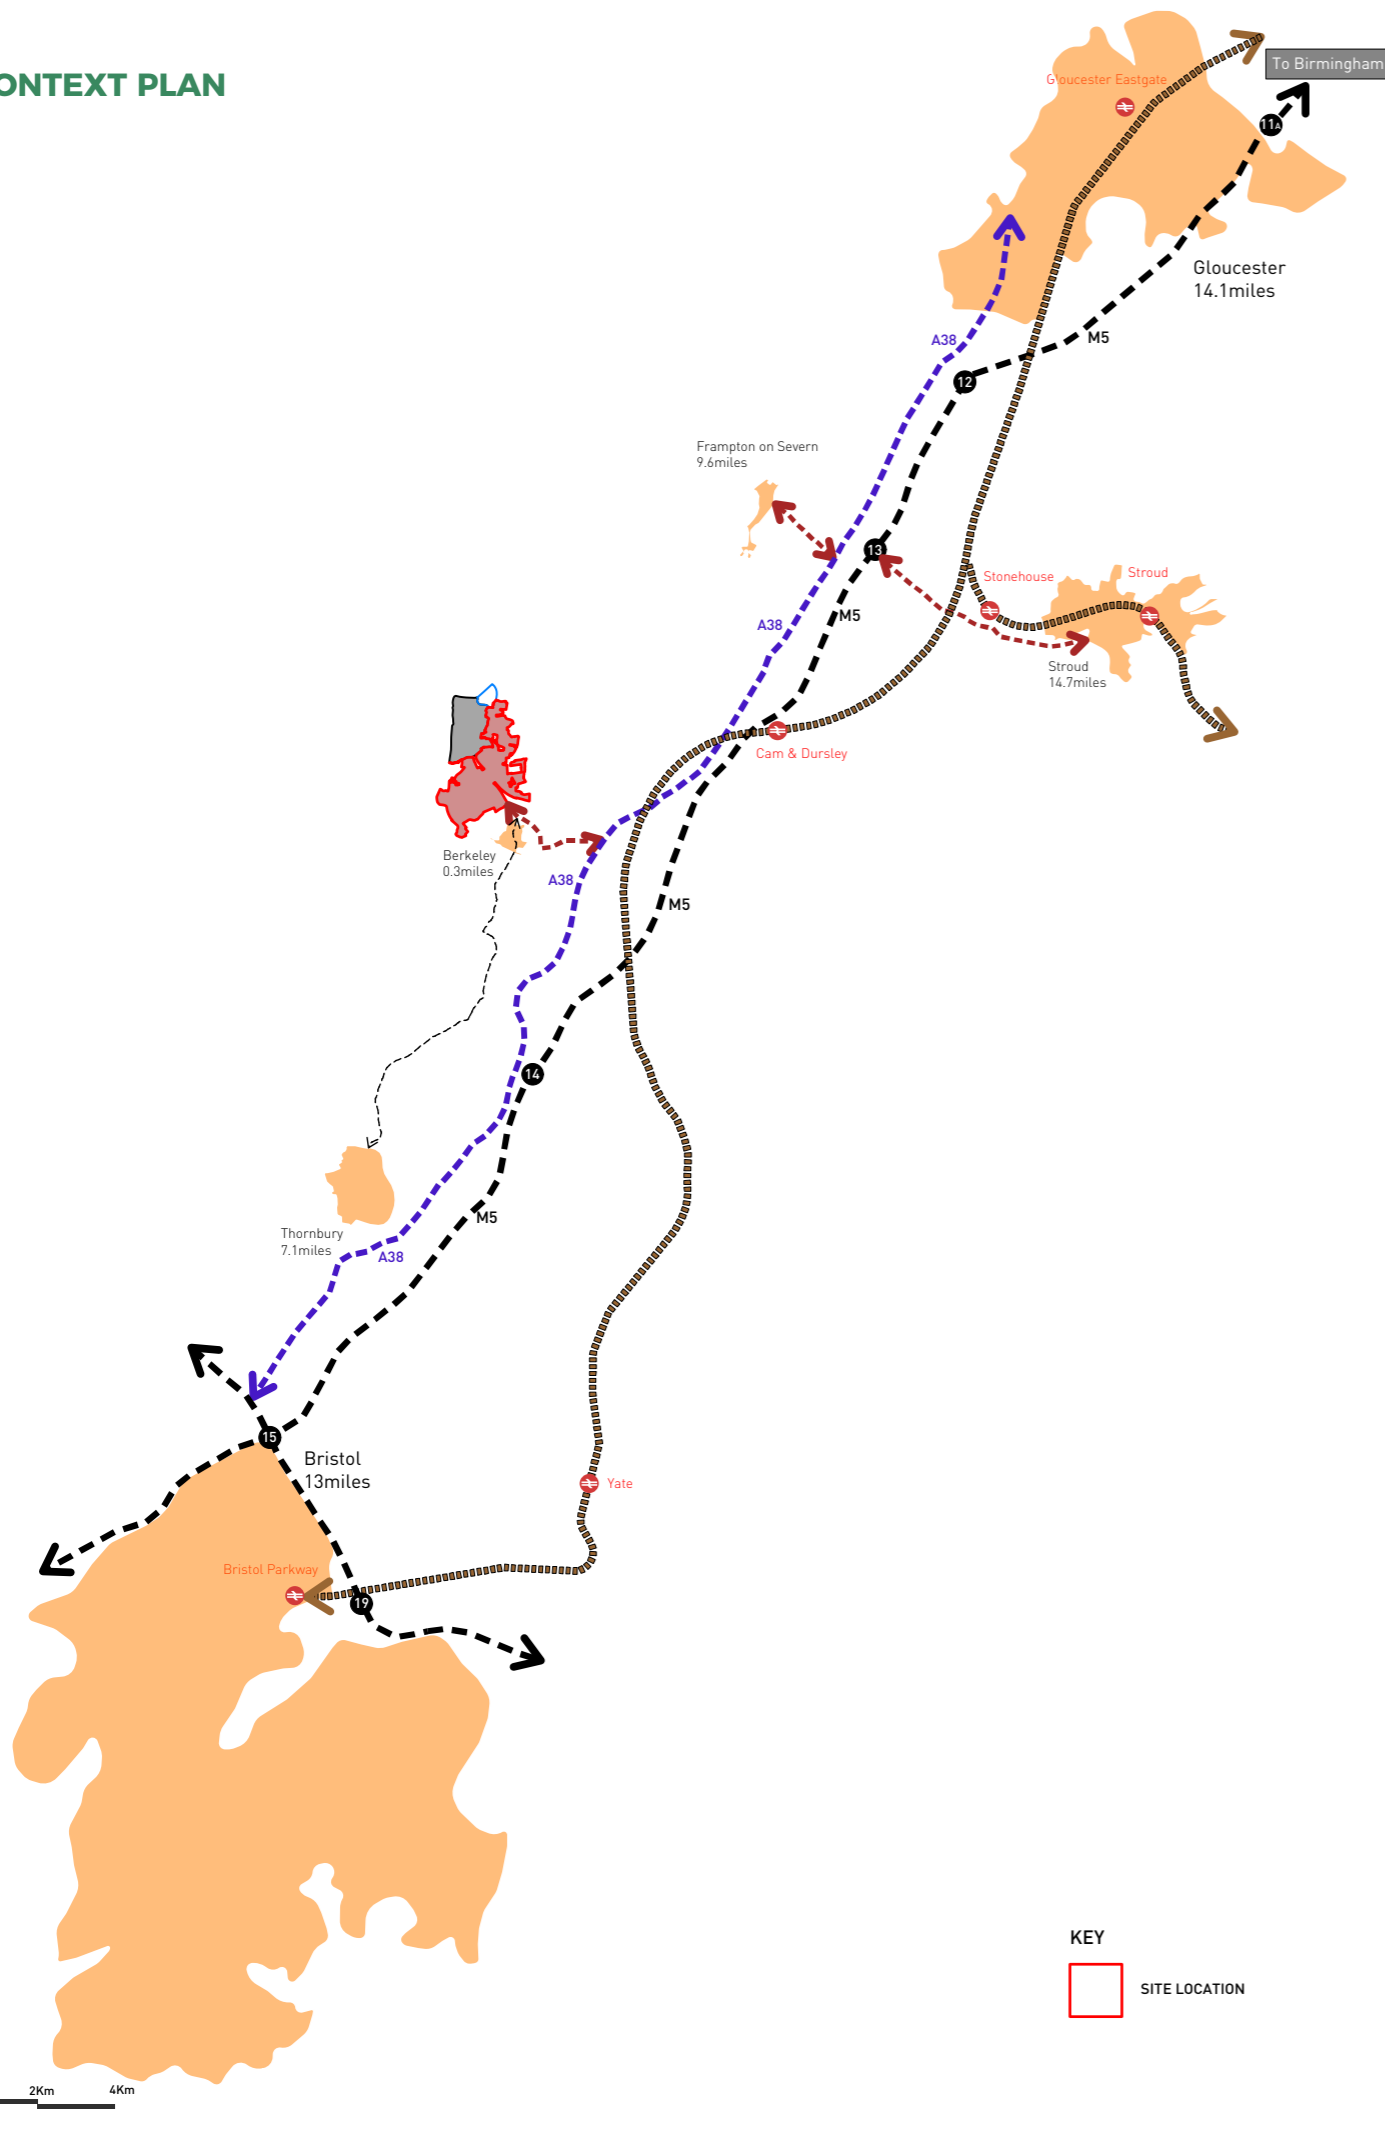 ONTEXT PLAN
To Birmingham
Gloucester Eastgate
11A
Gloucester
14.1miles
A38
M5
12
Frampton on Severn
9.6miles
13
Stonehouse
Stroud
M5
A38
Stroud
14.7miles
Cam & Dursley
Berkeley
0.3miles
A38
M5
14
Thornbury
7.1miles
M5
A38
15
Bristol
13miles
Yate
Bristol Parkway
19
KEY
SITE LOCATION
2Km
4Km